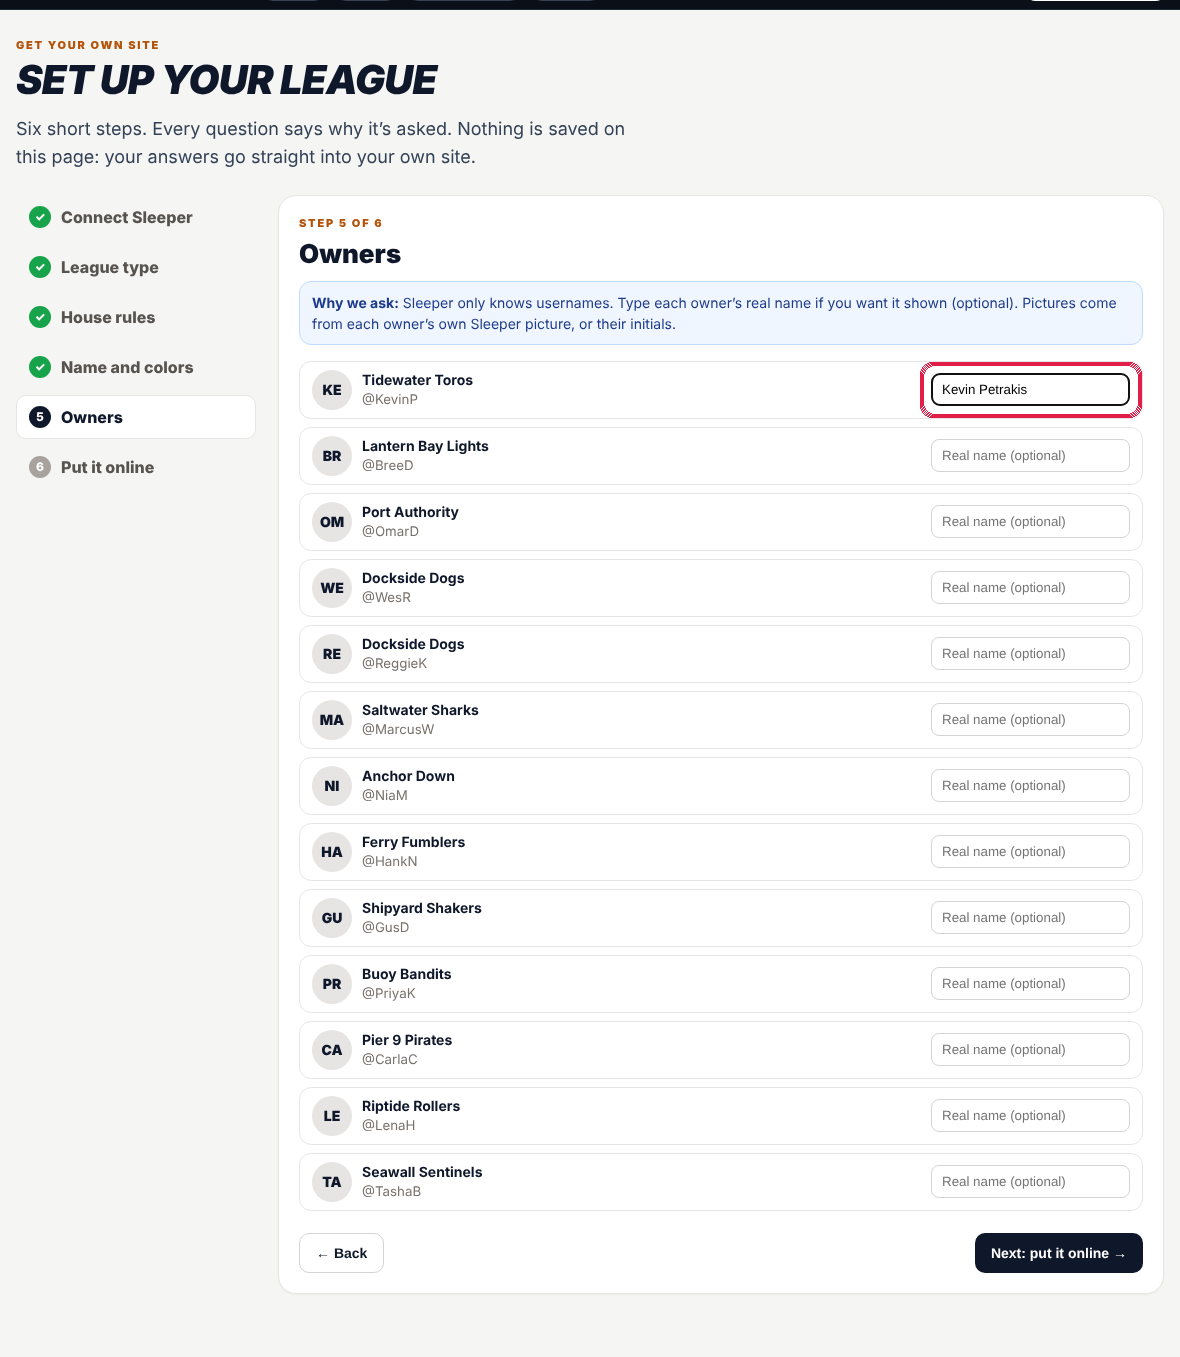 GET YOUR OWN SITE
SET UP YOUR LEAGUE
Six short steps. Every question says why it’s asked. Nothing is saved on
this page: your answers go straight into your own site.
Connect Sleeper
League type
House rules
Name and colors
5 Owners
6 Put it online
STEP 5 OF 6
Owners
Why we ask: Sleeper only knows usernames. Type each owner’s real name if you want it shown (optional). Pictures come
from each owner’s own Sleeper picture, or their initials.
KE
Tidewater Toros
@KevinP
Kevin Petrakis
BR
Lantern Bay Lights
@BreeD
Real name (optional)
OM
Port Authority
@OmarD
Real name (optional)
WE
Dockside Dogs
@WesR
Real name (optional)
RE
Dockside Dogs
@ReggieK
Real name (optional)
MA
Saltwater Sharks
@MarcusW
Real name (optional)
NI
Anchor Down
@NiaM
Real name (optional)
HA
Ferry Fumblers
@HankN
Real name (optional)
GU
Shipyard Shakers
@GusD
Real name (optional)
PR
Buoy Bandits
@PriyaK
Real name (optional)
CA
Pier 9 Pirates
@CarlaC
Real name (optional)
LE
Riptide Rollers
@LenaH
Real name (optional)
TA
Seawall Sentinels
@TashaB
Real name (optional)
← Back
Next: put it online →